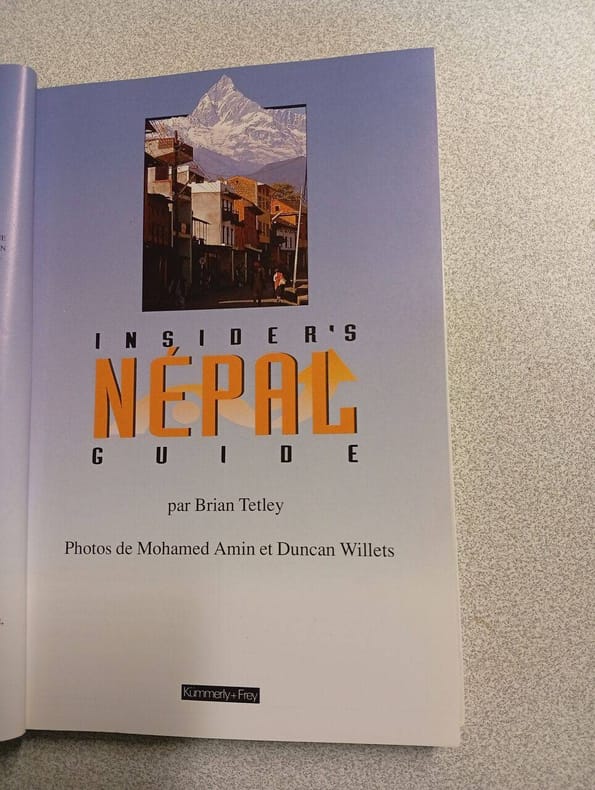 INSIDER'S
NÉPAL
GUIDE
par Brian Tetley
Photos de Mohamed Amin et Duncan Willets
Kümmerly+Frey